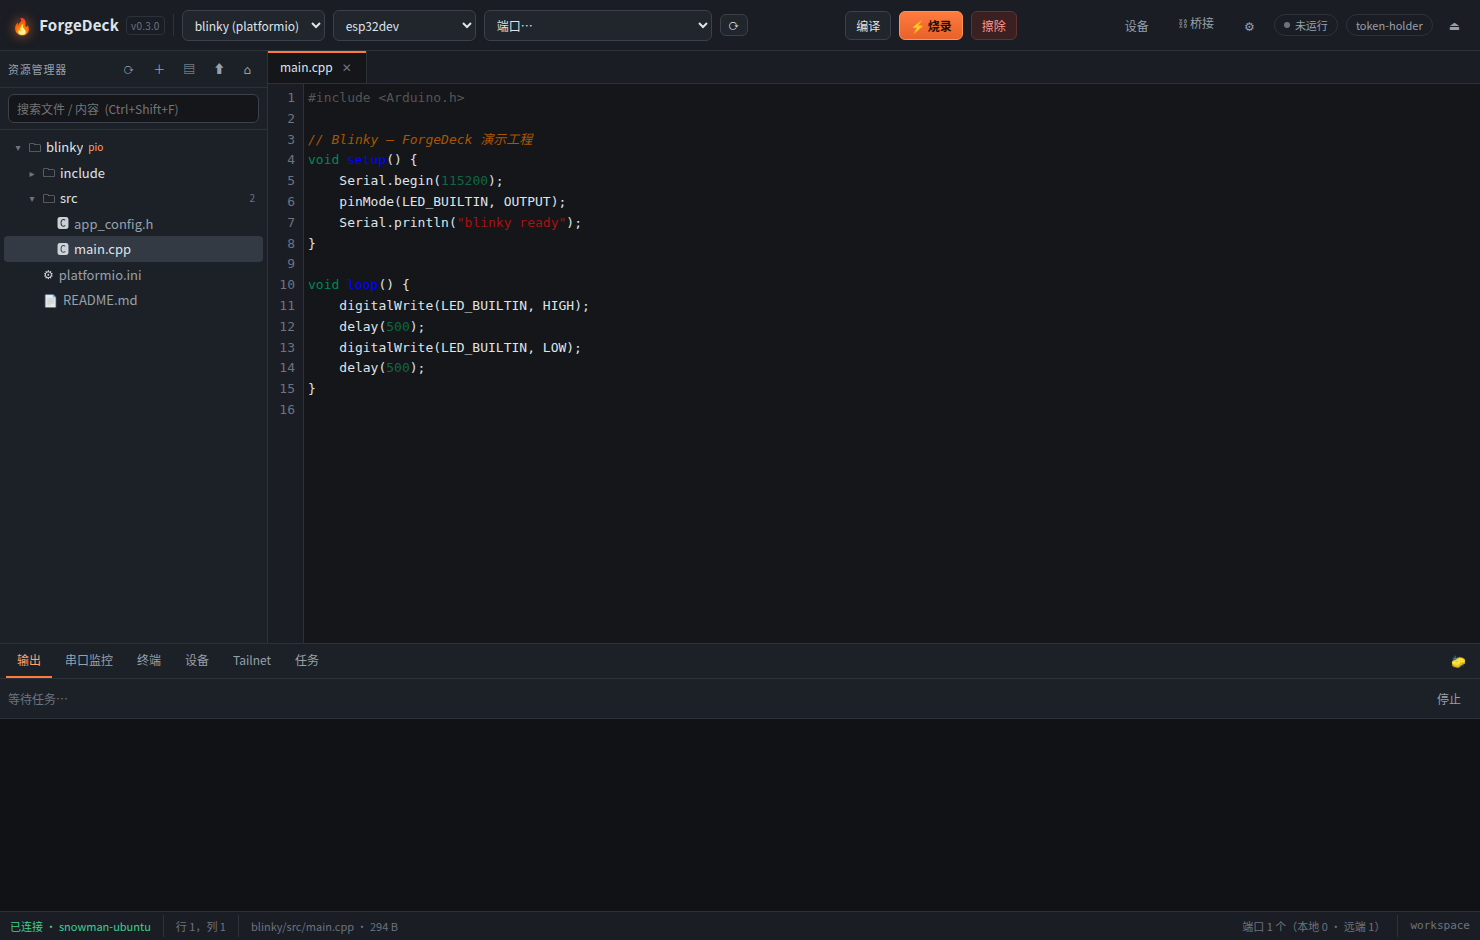 ForgeDeck v0.3.0 blinky (platformio) esp32dev 端口… 编译 烧录 擦除 设备 桥接 未运行 token-holder
资源管理器
搜索文件 / 内容 (Ctrl+Shift+F)
blinky pio
include
src 2
app_config.h
main.cpp
platformio.ini
README.md
main.cpp ×
1 #include <Arduino.h>
2
3 // Blinky — ForgeDeck 演示工程
4 void setup() {
5     Serial.begin(115200);
6     pinMode(LED_BUILTIN, OUTPUT);
7     Serial.println("blinky ready");
8 }
9
10 void loop() {
11     digitalWrite(LED_BUILTIN, HIGH);
12     delay(500);
13     digitalWrite(LED_BUILTIN, LOW);
14     delay(500);
15 }
16
输出 串口监控 终端 设备 Tailnet 任务
等待任务… 停止
已连接 · snowman-ubuntu 行 1，列 1 blinky/src/main.cpp · 294 B 端口 1 个（本地 0 · 远端 1） workspace